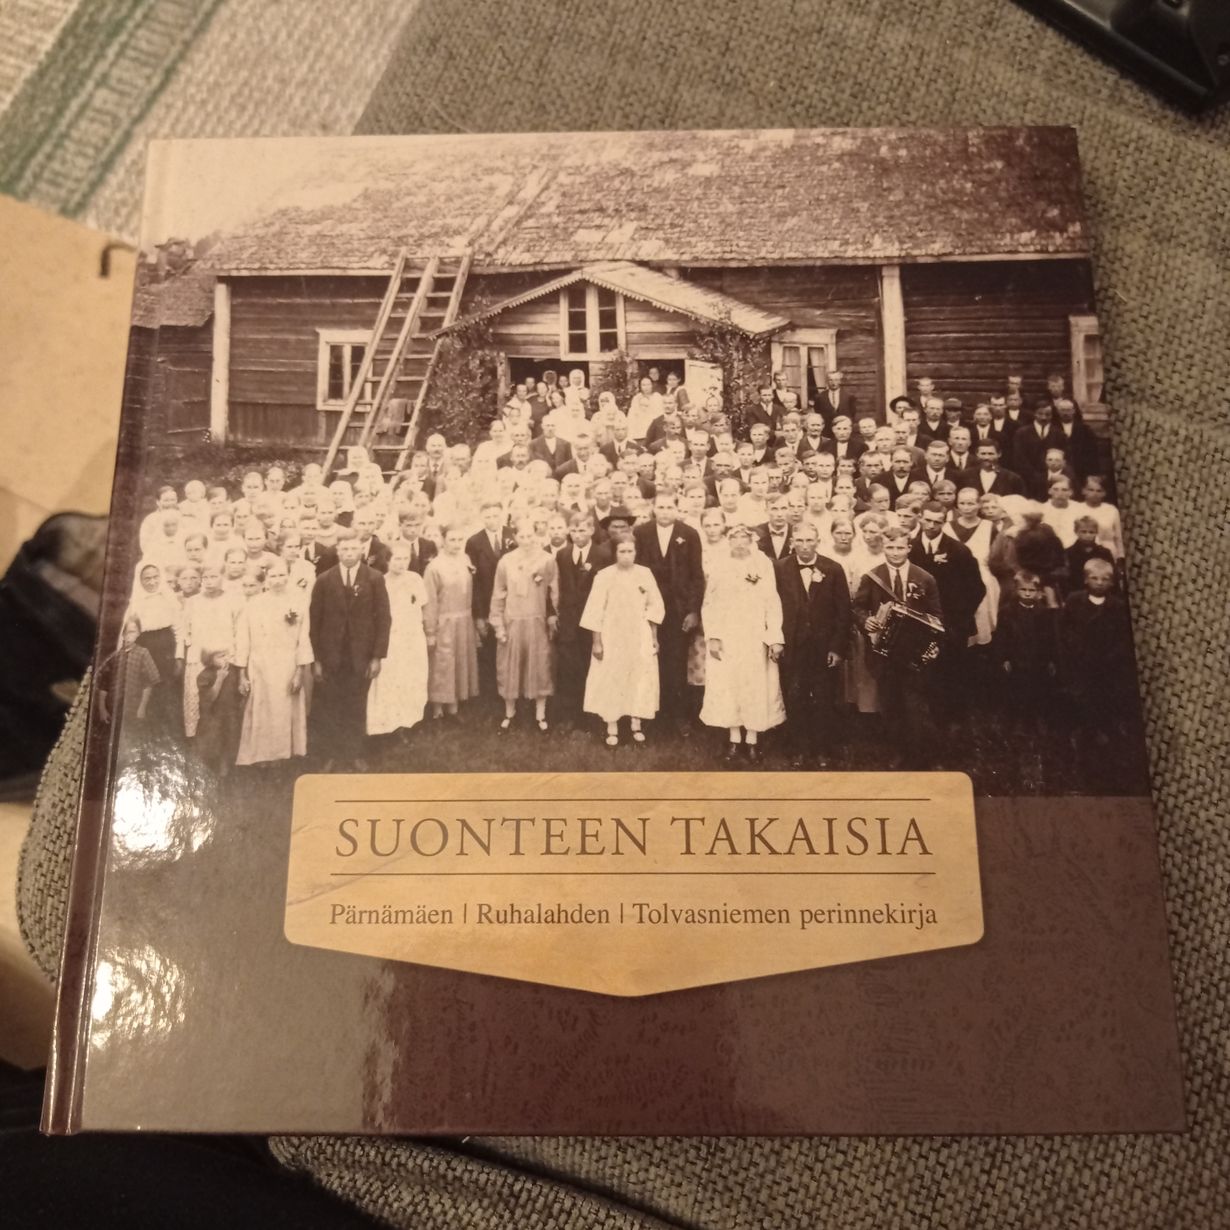 SUONTEEN TAKAISIA
Pärnämäen | Ruhalahden | Tolvasniemen perinnekirja